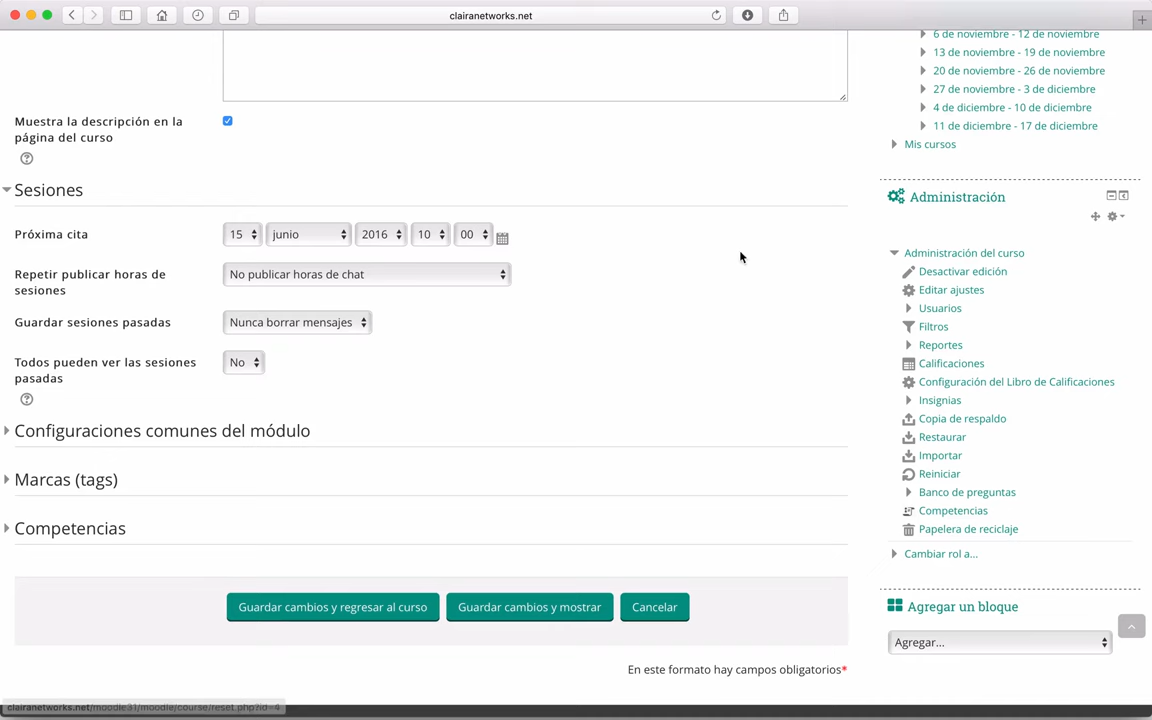 clairanetworks.net
Muestra la descripción en la
página del curso
Sesiones
Próxima cita
15
junio
2016
10
00
Repetir publicar horas de
sesiones
No publicar horas de chat
Guardar sesiones pasadas
Nunca borrar mensajes
Todos pueden ver las sesiones
pasadas
No
Configuraciones comunes del módulo
Marcas (tags)
Competencias
Guardar cambios y regresar al curso
Guardar cambios y mostrar
Cancelar
En este formato hay campos obligatorios*
6 de noviembre - 12 de noviembre
13 de noviembre - 19 de noviembre
20 de noviembre - 26 de noviembre
27 de noviembre - 3 de diciembre
4 de diciembre - 10 de diciembre
11 de diciembre - 17 de diciembre
Mis cursos
Administración
Administración del curso
Desactivar edición
Editar ajustes
Usuarios
Filtros
Reportes
Calificaciones
Configuración del Libro de Calificaciones
Insignias
Copia de respaldo
Restaurar
Importar
Reiniciar
Banco de preguntas
Competencias
Papelera de reciclaje
Cambiar rol a...
Agregar un bloque
Agregar...
clairanetworks.net/moodle31/moodle/course/reset.php?id=4